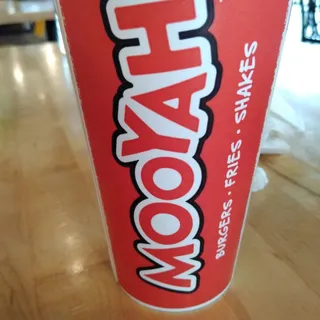 MOOYAH
BURGERS · FRIES · SHAKES